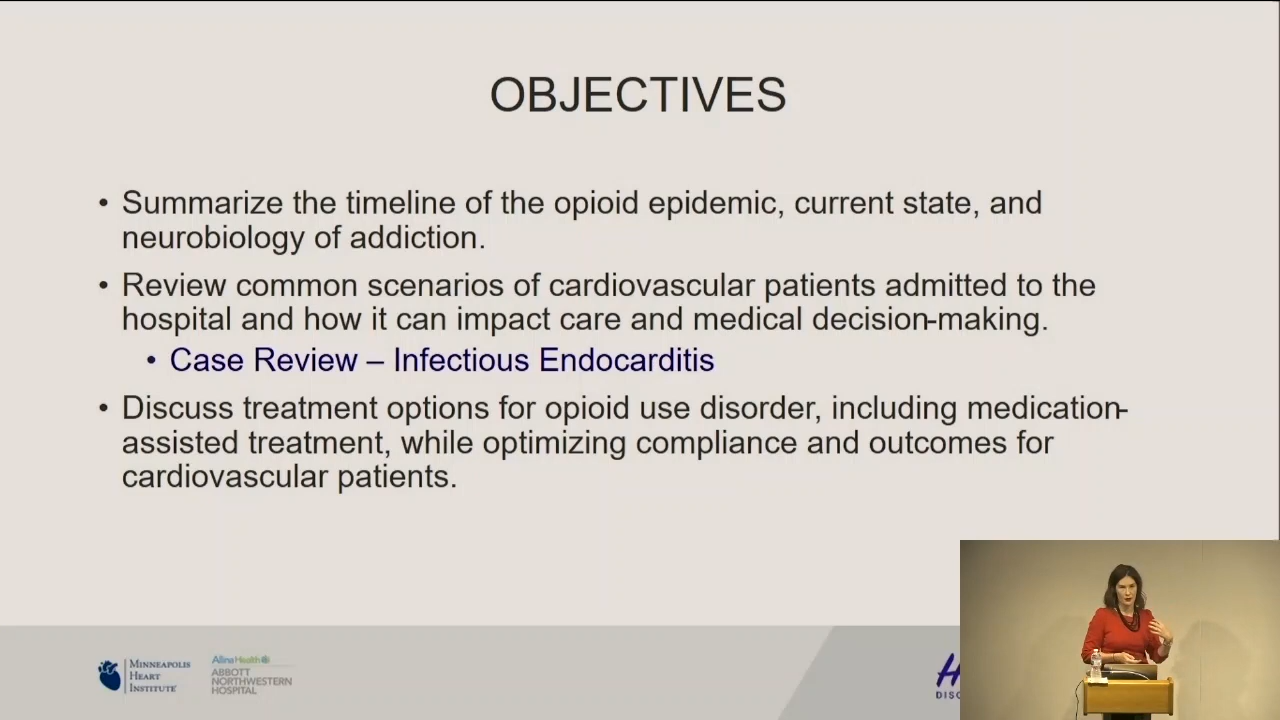 OBJECTIVES
• Summarize the timeline of the opioid epidemic, current state, and
neurobiology of addiction.
• Review common scenarios of cardiovascular patients admitted to the
hospital and how it can impact care and medical decision-making.
• Case Review – Infectious Endocarditis
• Discuss treatment options for opioid use disorder, including medication-
assisted treatment, while optimizing compliance and outcomes for
cardiovascular patients.
MINNEAPOLIS
HEART
INSTITUTE
Allina Health
ABBOTT
NORTHWESTERN
HOSPITAL